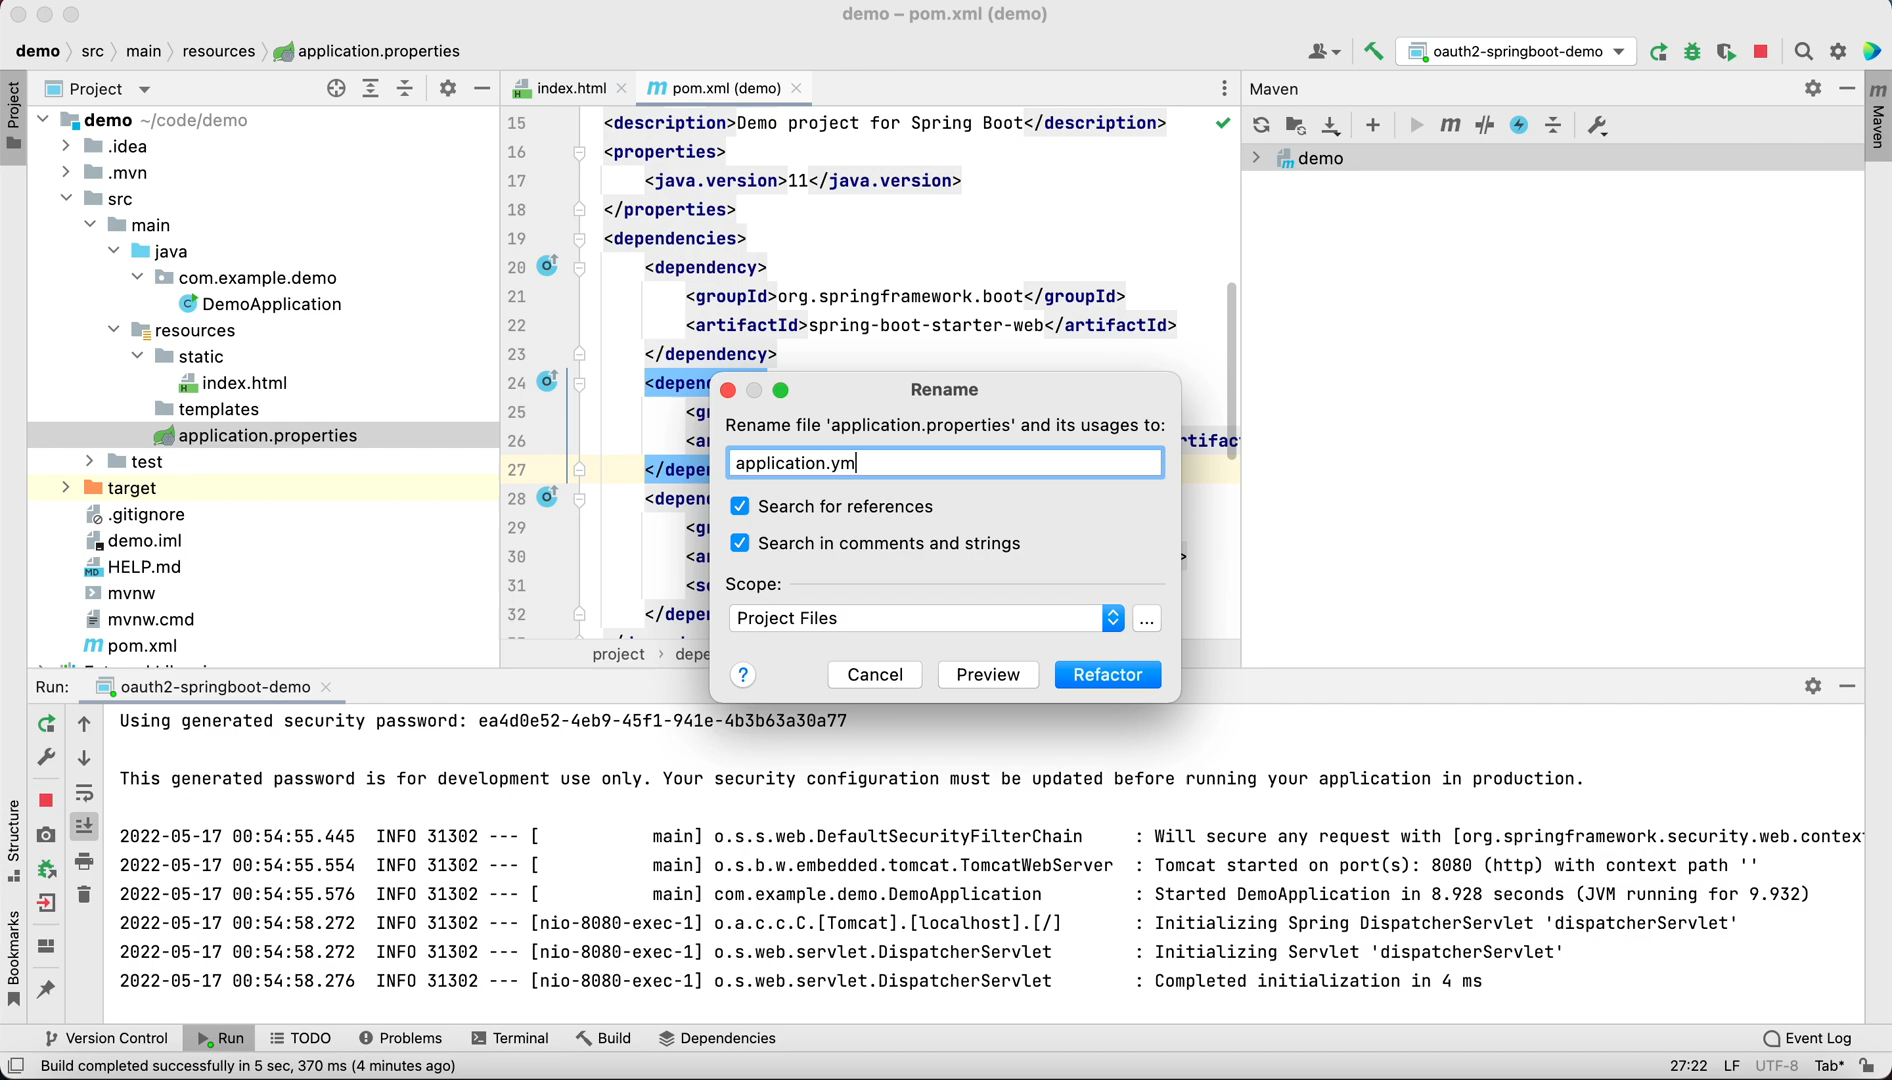 demo – pom.xml (demo)
demo
src
main
resources
application.properties
oauth2-springboot-demo
Project
Project
index.html
pom.xml (demo)
Maven
Maven
demo ~/code/demo
.idea
.mvn
src
main
java
com.example.demo
DemoApplication
resources
static
index.html
templates
application.properties
test
target
.gitignore
demo.iml
HELP.md
mvnw
mvnw.cmd
pom.xml
15 <description>Demo project for Spring Boot</description>
16 <properties>
17 <java.version>11</java.version>
18 </properties>
19 <dependencies>
20 <dependency>
21 <groupId>org.springframework.boot</groupId>
22 <artifactId>spring-boot-starter-web</artifactId>
23 </dependency>
24 <depen
25 <gr
26 <ar
27 </depen
28 <depen
29 <gr
30 <ar
31 <sc
32 </depen
project › depe
demo
Rename
Rename file 'application.properties' and its usages to:
application.ym
Search for references
Search in comments and strings
Scope:
Project Files
...
?
Cancel
Preview
Refactor
Run:
oauth2-springboot-demo
Using generated security password: ea4d0e52-4eb9-45f1-941e-4b3b63a30a77
This generated password is for development use only. Your security configuration must be updated before running your application in production.
2022-05-17 00:54:55.445 INFO 31302 --- [ main] o.s.s.web.DefaultSecurityFilterChain : Will secure any request with [org.springframework.security.web.context
2022-05-17 00:54:55.554 INFO 31302 --- [ main] o.s.b.w.embedded.tomcat.TomcatWebServer : Tomcat started on port(s): 8080 (http) with context path ''
2022-05-17 00:54:55.576 INFO 31302 --- [ main] com.example.demo.DemoApplication : Started DemoApplication in 8.928 seconds (JVM running for 9.932)
2022-05-17 00:54:58.272 INFO 31302 --- [nio-8080-exec-1] o.a.c.c.C.[Tomcat].[localhost].[/] : Initializing Spring DispatcherServlet 'dispatcherServlet'
2022-05-17 00:54:58.272 INFO 31302 --- [nio-8080-exec-1] o.s.web.servlet.DispatcherServlet : Initializing Servlet 'dispatcherServlet'
2022-05-17 00:54:58.276 INFO 31302 --- [nio-8080-exec-1] o.s.web.servlet.DispatcherServlet : Completed initialization in 4 ms
Structure
Bookmarks
Version Control
Run
TODO
Problems
Terminal
Build
Dependencies
Event Log
Build completed successfully in 5 sec, 370 ms (4 minutes ago)
27:22
LF
UTF-8
Tab*